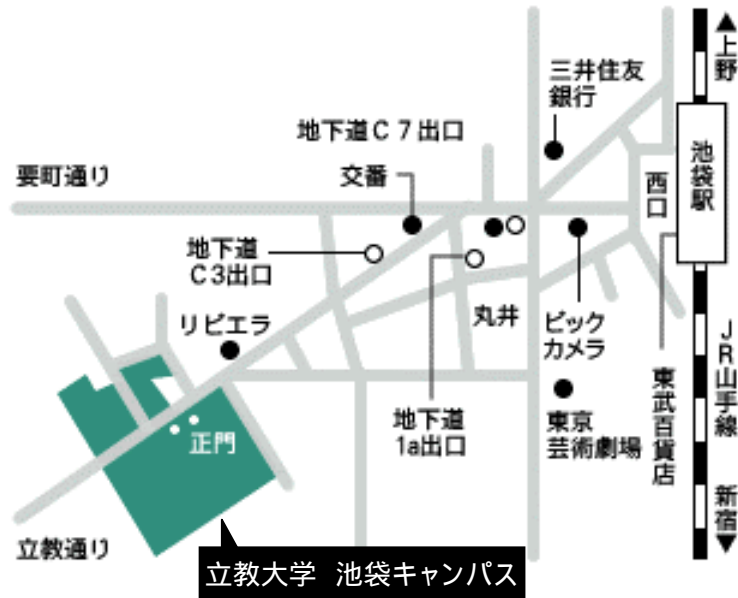 ▲上野
三井住友
銀行
地下道C7出口
池袋駅
要町通り
交番
西口
地下道
C3出口
リビエラ
丸井
ビック
カメラ
JR山手線
東武百貨店
地下道
1a出口
東京
芸術劇場
正門
新宿▼
立教通り
立教大学 池袋キャンパス